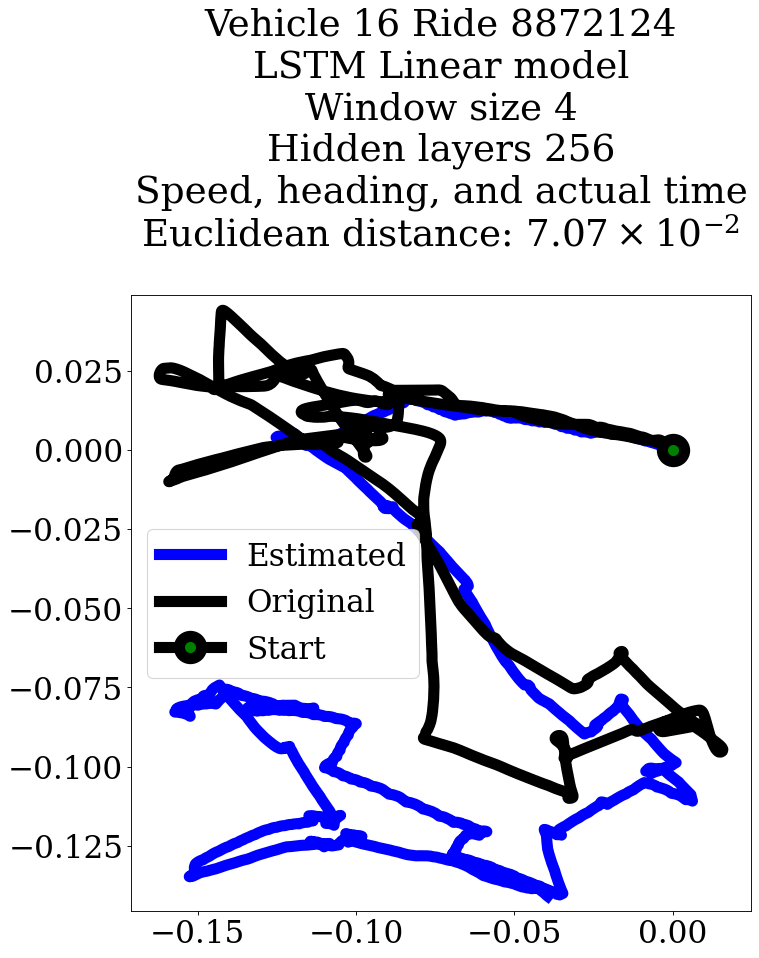 Vehicle 16 Ride 8872124
LSTM Linear model
Window size 4
Hidden layers 256
Speed, heading, and actual time
Euclidean distance: 7.07 × 10⁻²
0.025
0.000
−0.025
−0.050
−0.075
−0.100
−0.125
Estimated
Original
Start
−0.15 −0.10 −0.05 0.00